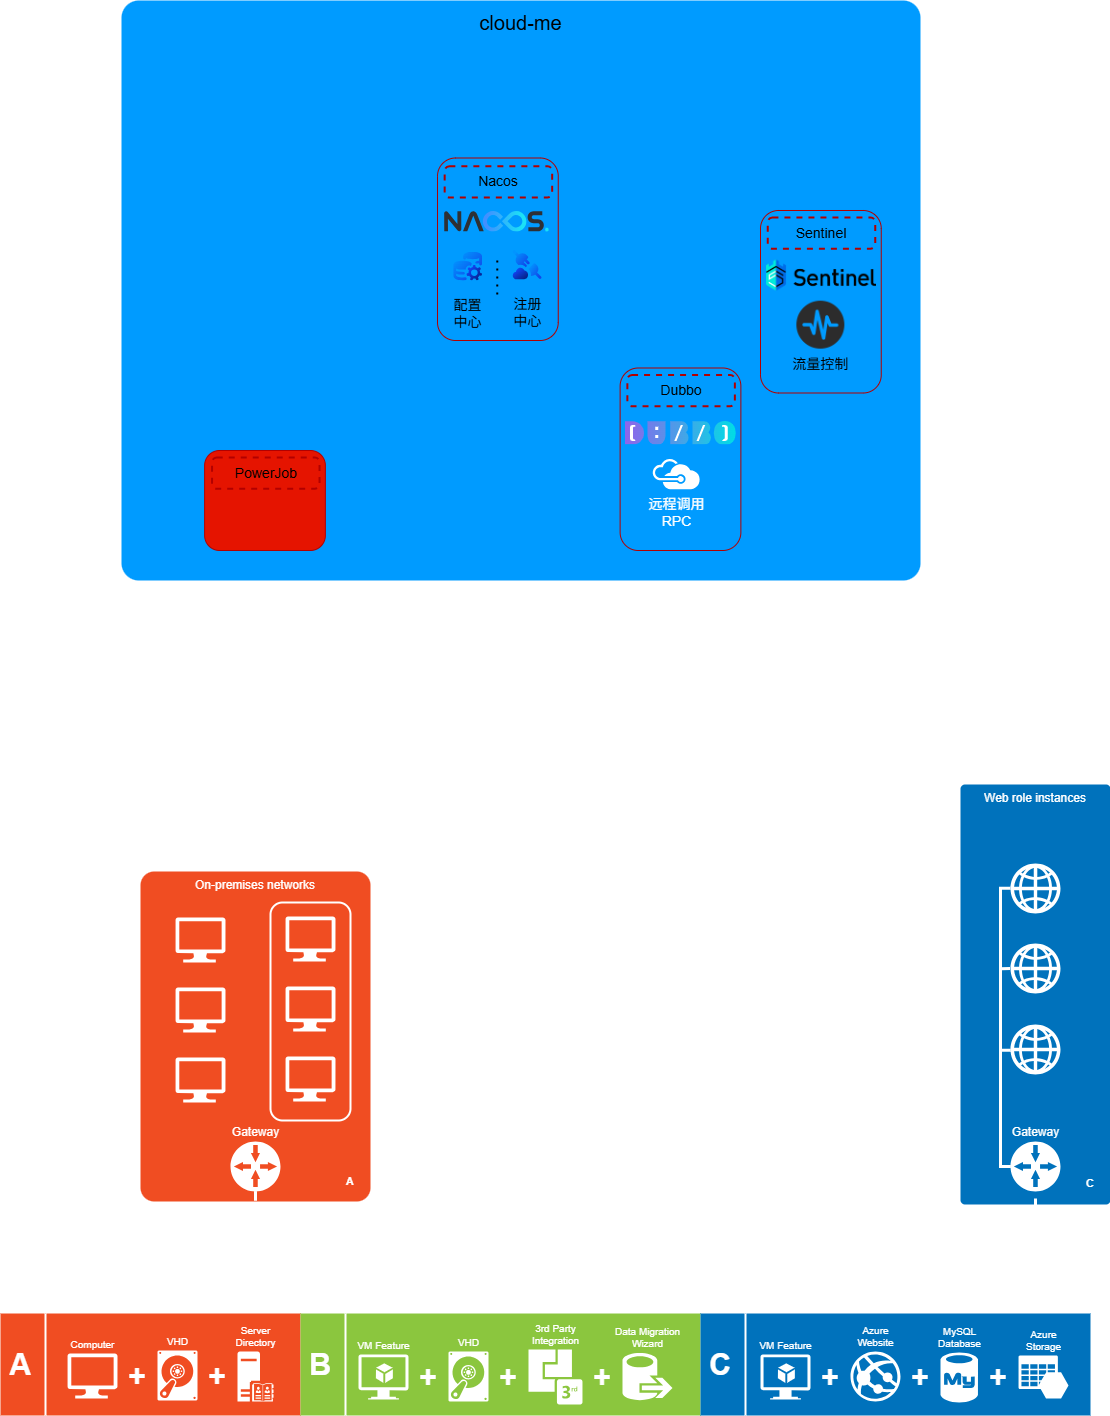 cloud-me
Nacos
NACOS.
配置
中心
注册
中心
Sentinel
Sentinel
流量控制
Dubbo
[ : / / ]
远程调用
RPC
PowerJob
Web role instances
Gateway
C
On-premises networks
Gateway
A
A
Computer
VHD
Server
Directory
B
VM Feature
VHD
3rd Party
Integration
3rd
Data Migration
Wizard
C
VM Feature
Azure
Website
MySQL
Database
My
Azure
Storage